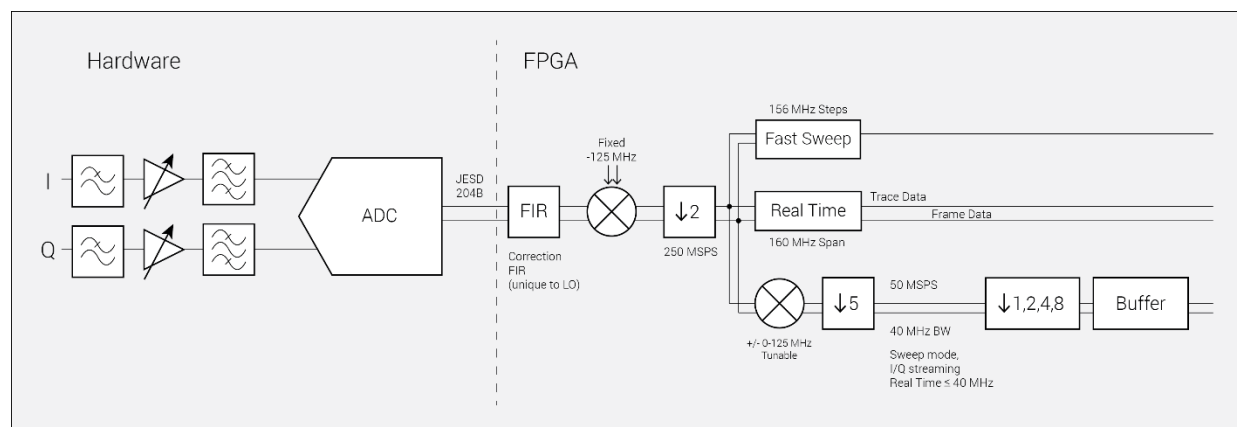 Hardware
FPGA
I
Q
ADC
JESD
204B
FIR
Correction
FIR
(unique to LO)
Fixed
-125 MHz
↓2
250 MSPS
156 MHz Steps
Fast Sweep
Real Time
160 MHz Span
Trace Data
Frame Data
+/- 0-125 MHz
Tunable
↓5
50 MSPS
40 MHz BW
Sweep mode,
I/Q streaming
Real Time ≤ 40 MHz
↓1,2,4,8
Buffer